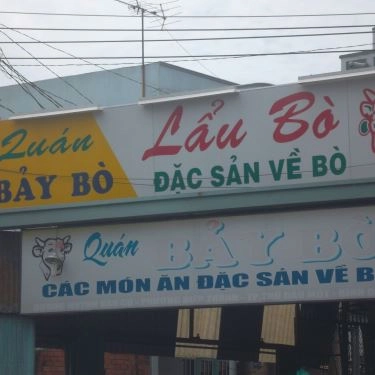 Quán
BẢY BÒ
Lẩu Bò
ĐẶC SẢN VỀ BÒ
Quán
BẢY BÒ
CÁC MÓN ĂN ĐẶC SẢN VỀ B